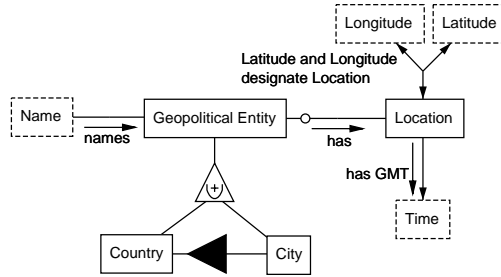 Longitude
Latitude
Latitude and Longitude
designate Location
Name
Geopolitical Entity
Location
names
has
has GMT
Time
Country
City